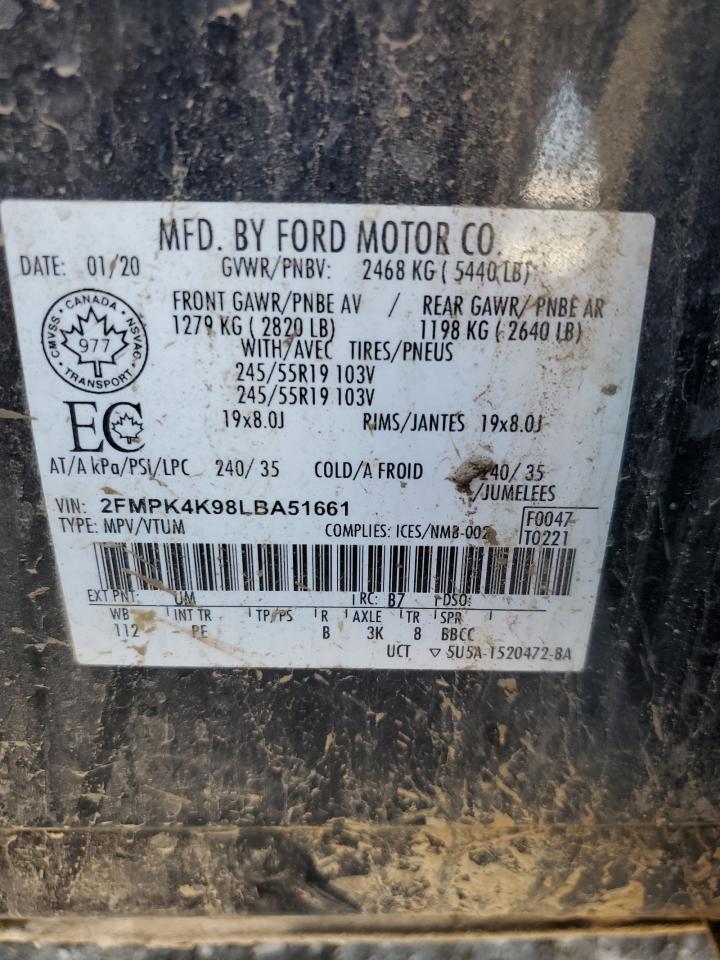 MFD. BY FORD MOTOR CO.
DATE: 01/20 GVWR/PNBV: 2468 KG ( 5440 LB)
FRONT GAWR/PNBE AV / REAR GAWR/PNBE AR
1279 KG ( 2820 LB) 1198 KG ( 2640 LB)
WITH/AVEC TIRES/PNEUS
245/55R19 103V
245/55R19 103V
19x8.0J RIMS/JANTES 19x8.0J
CANADA
CMVSS NSVAC
977
TRANSPORT
EC
AT/A kPa/PSI/LPC 240/ 35 COLD/A FROID 240/ 35
/JUMELEES
VIN: 2FMPK4K98LBA51661
TYPE: MPV/VTUM COMPLIES: ICES/NMB-002
F0047
T0221
EXT PNT: UM RC: B7 DSO:
WB INT TR TP/PS R AXLE TR SPR
112 PE B 3K 8 BBCC
UCT ▽ 5U5A-1520472-BA